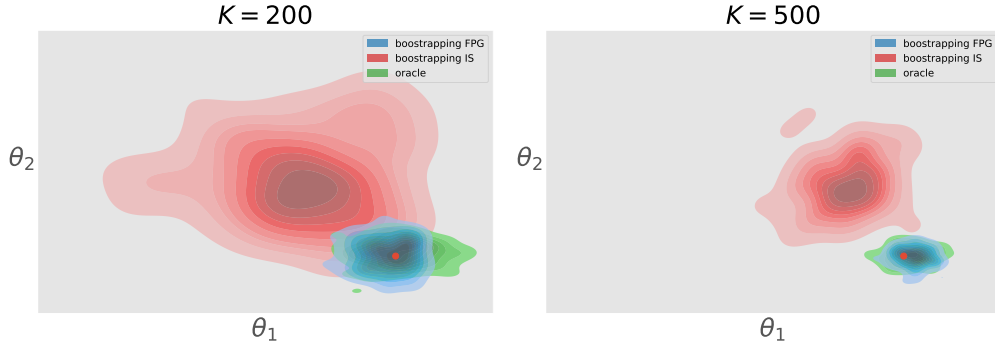 K = 200
boostrapping FPG
boostrapping IS
oracle
θ2
θ1
K = 500
boostrapping FPG
boostrapping IS
oracle
θ2
θ1